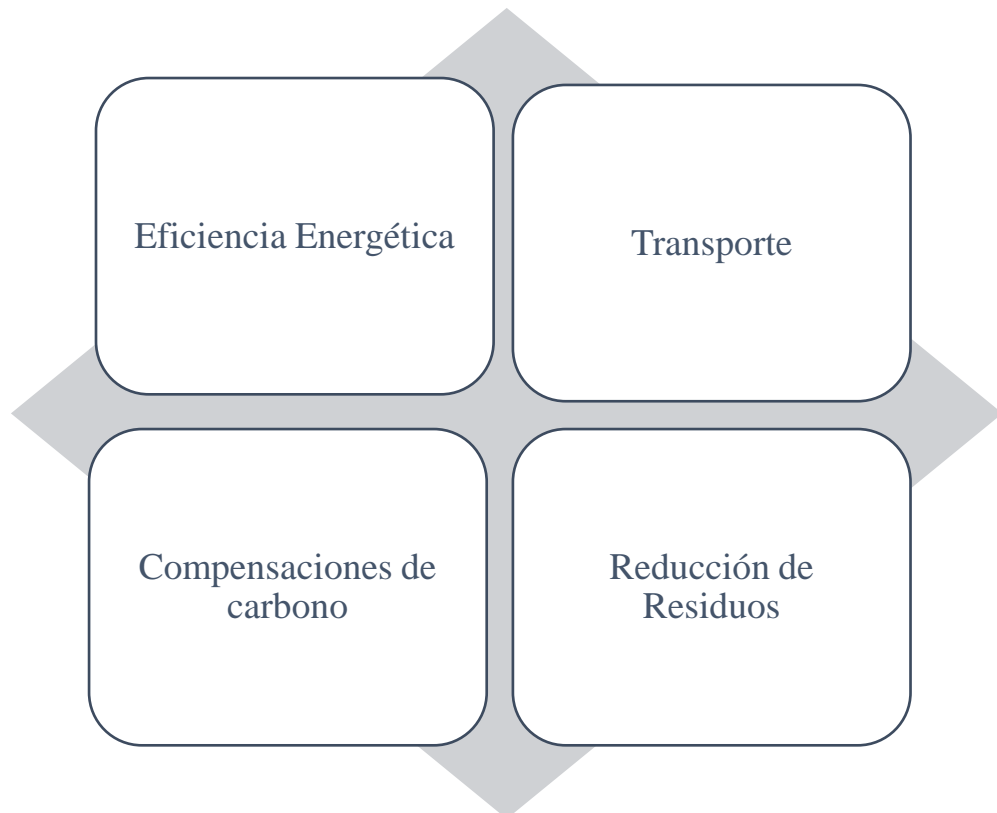 Eficiencia Energética
Transporte
Compensaciones de
carbono
Reducción de
Residuos